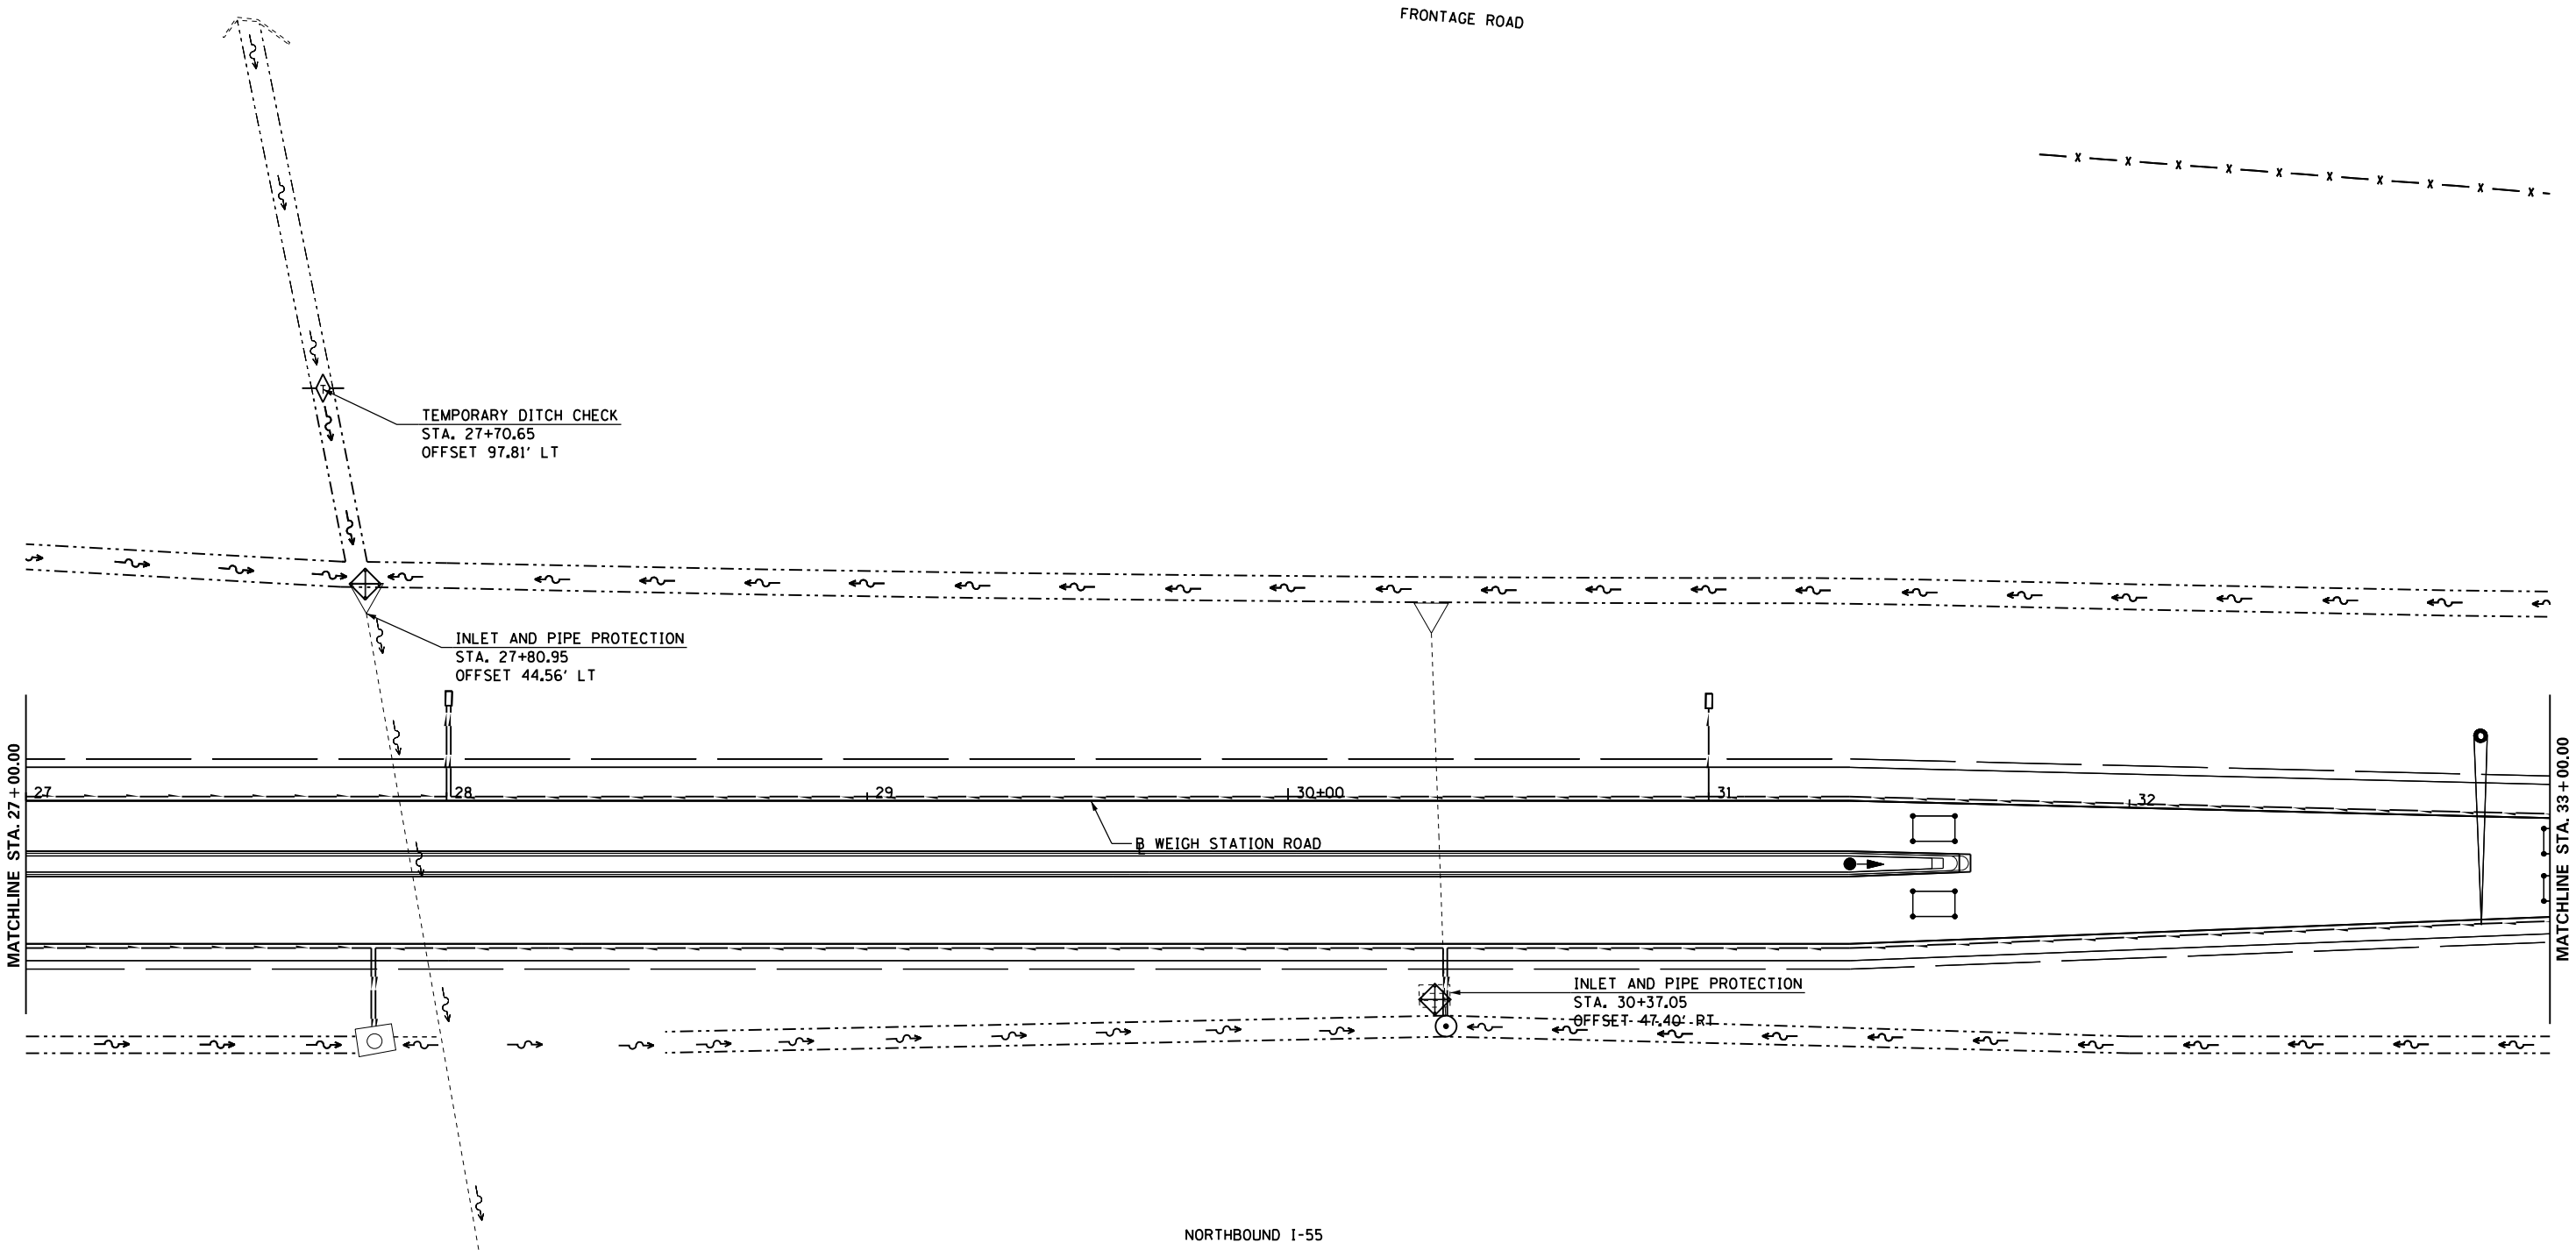 FRONTAGE ROAD
TEMPORARY DITCH CHECK
STA. 27+70.65
OFFSET 97.81' LT
INLET AND PIPE PROTECTION
STA. 27+80.95
OFFSET 44.56' LT
MATCHLINE STA. 27+00.00
27
28
29
30+00
31
32
MATCHLINE STA. 33+00.00
B WEIGH STATION ROAD
INLET AND PIPE PROTECTION
STA. 30+37.05
OFFSET 47.40' RT
NORTHBOUND I-55